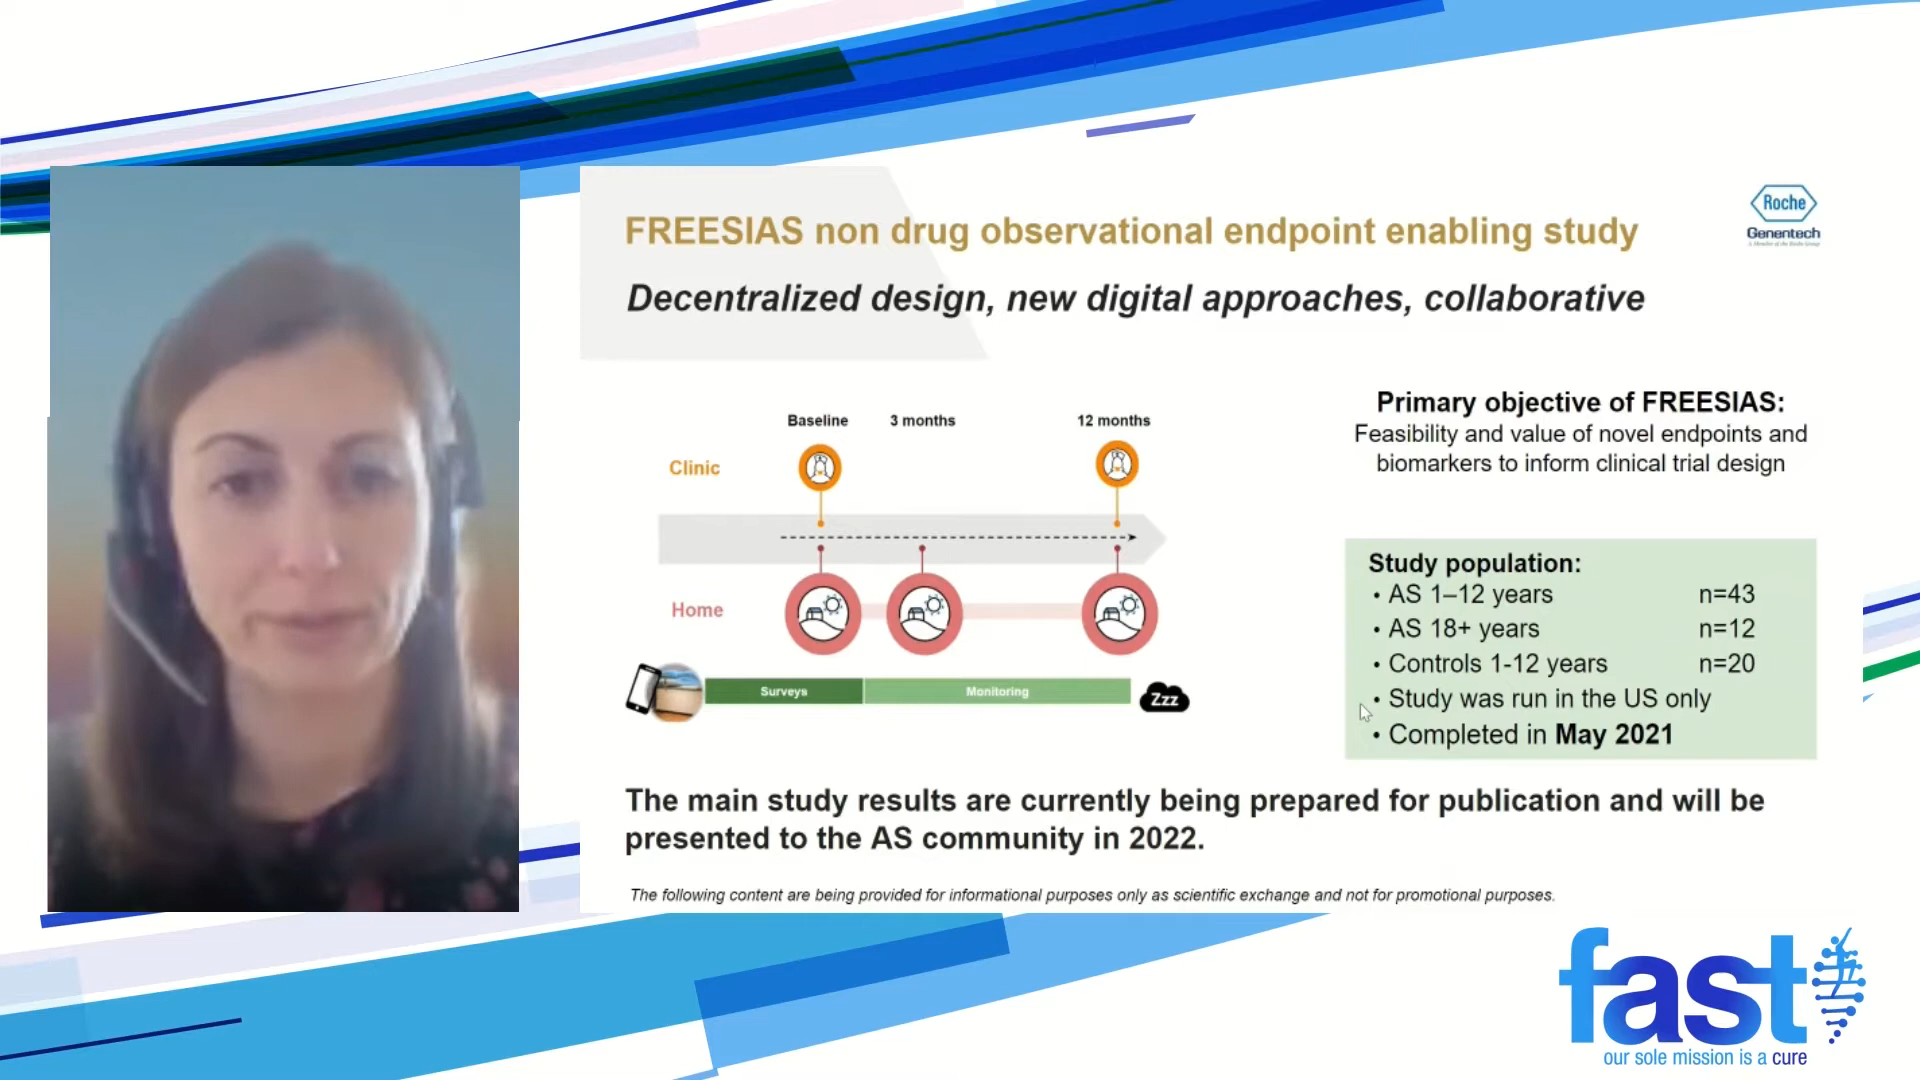 FREESIAS non drug observational endpoint enabling study
Roche
Genentech
A Member of the Roche Group
Decentralized design, new digital approaches, collaborative
Baseline 3 months 12 months
Clinic
Home
Surveys Monitoring Zzz
Primary objective of FREESIAS:
Feasibility and value of novel endpoints and
biomarkers to inform clinical trial design
Study population:
• AS 1–12 years n=43
• AS 18+ years n=12
• Controls 1-12 years n=20
• Study was run in the US only
• Completed in May 2021
The main study results are currently being prepared for publication and will be
presented to the AS community in 2022.
The following content are being provided for informational purposes only as scientific exchange and not for promotional purposes.
fast
our sole mission is a cure